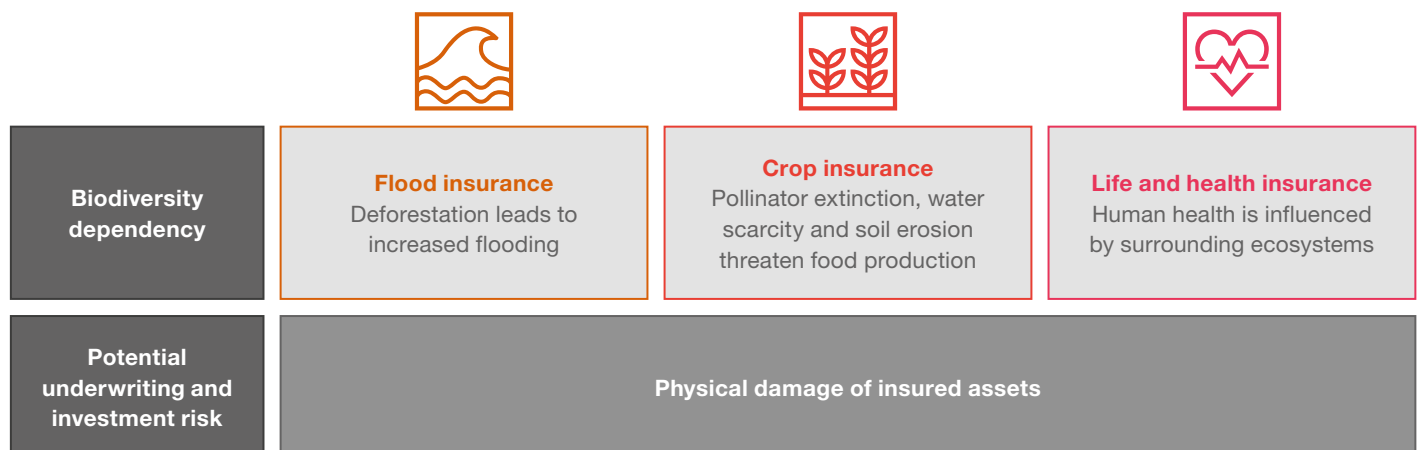 Biodiversity
dependency
Flood insurance
Deforestation leads to
increased flooding
Crop insurance
Pollinator extinction, water
scarcity and soil erosion
threaten food production
Life and health insurance
Human health is influenced
by surrounding ecosystems
Potential
underwriting and
investment risk
Physical damage of insured assets